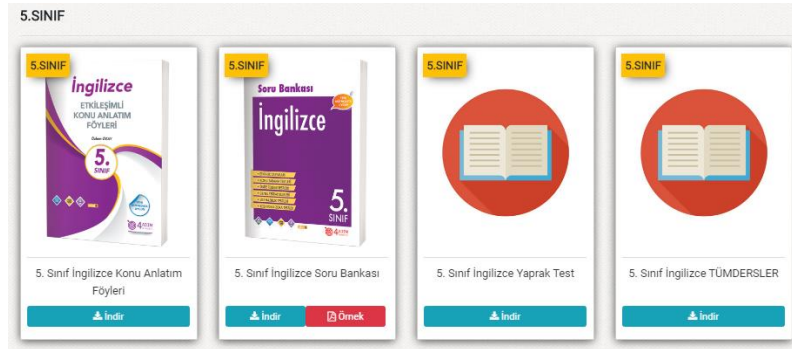 5.SINIF
5.SINIF
İngilizce
ETKİLEŞİMLİ
KONU ANLATIM
FÖYLERİ
5.
SINIF
5. Sınıf İngilizce Konu Anlatım
Föyleri
İndir
5.SINIF
Soru Bankası
İngilizce
5.
SINIF
5. Sınıf İngilizce Soru Bankası
İndir
Örnek
5.SINIF
5. Sınıf İngilizce Yaprak Test
İndir
5.SINIF
5. Sınıf İngilizce TÜMDERSLER
İndir